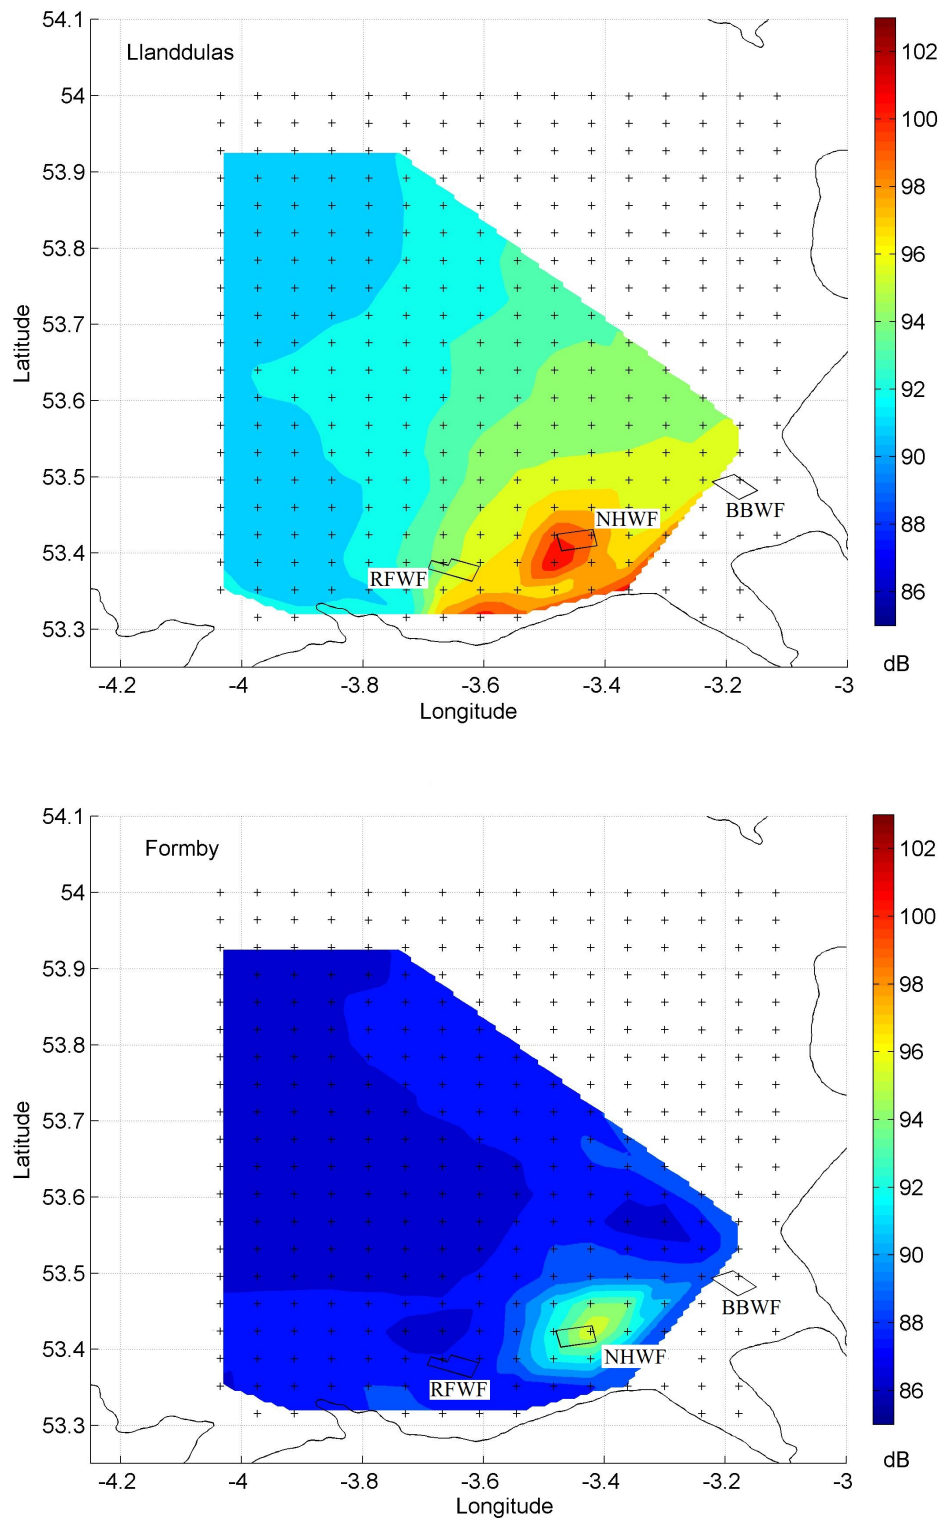 54.1
Llanddulas
102
54
100
53.9
98
53.8
96
53.7
94
53.6
92
53.5
90
BBWF
NHWF
88
53.4
RFWF
86
53.3
dB
-4.2 -4 -3.8 -3.6 -3.4 -3.2 -3
Longitude
Latitude
54.1
Formby
102
54
100
53.9
98
53.8
96
53.7
94
53.6
92
53.5
90
BBWF
88
53.4
NHWF
RFWF
86
53.3
dB
-4.2 -4 -3.8 -3.6 -3.4 -3.2 -3
Longitude
Latitude